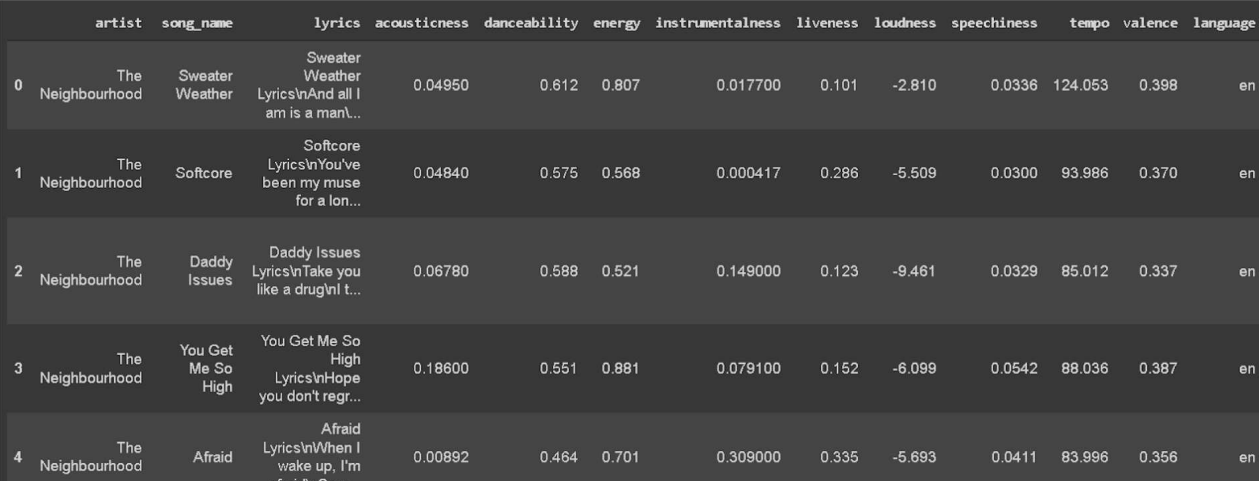 artist song_name lyrics acousticness danceability energy instrumentalness liveness loudness speechiness tempo valence language
0 The Neighbourhood Sweater Weather Sweater Weather Lyrics\nAnd all I am is a man\... 0.04950 0.612 0.807 0.017700 0.101 -2.810 0.0336 124.053 0.398 en
1 The Neighbourhood Softcore Softcore Lyrics\nYou've been my muse for a lon... 0.04840 0.575 0.568 0.000417 0.286 -5.509 0.0300 93.986 0.370 en
2 The Neighbourhood Daddy Issues Daddy Issues Lyrics\nTake you like a drug\nI t... 0.06780 0.588 0.521 0.149000 0.123 -9.461 0.0329 85.012 0.337 en
3 The Neighbourhood You Get Me So High You Get Me So High Lyrics\nHope you don't regr... 0.18600 0.551 0.881 0.079100 0.152 -6.099 0.0542 88.036 0.387 en
4 The Neighbourhood Afraid Afraid Lyrics\nWhen I wake up, I'm 0.00892 0.464 0.701 0.309000 0.335 -5.693 0.0411 83.996 0.356 en